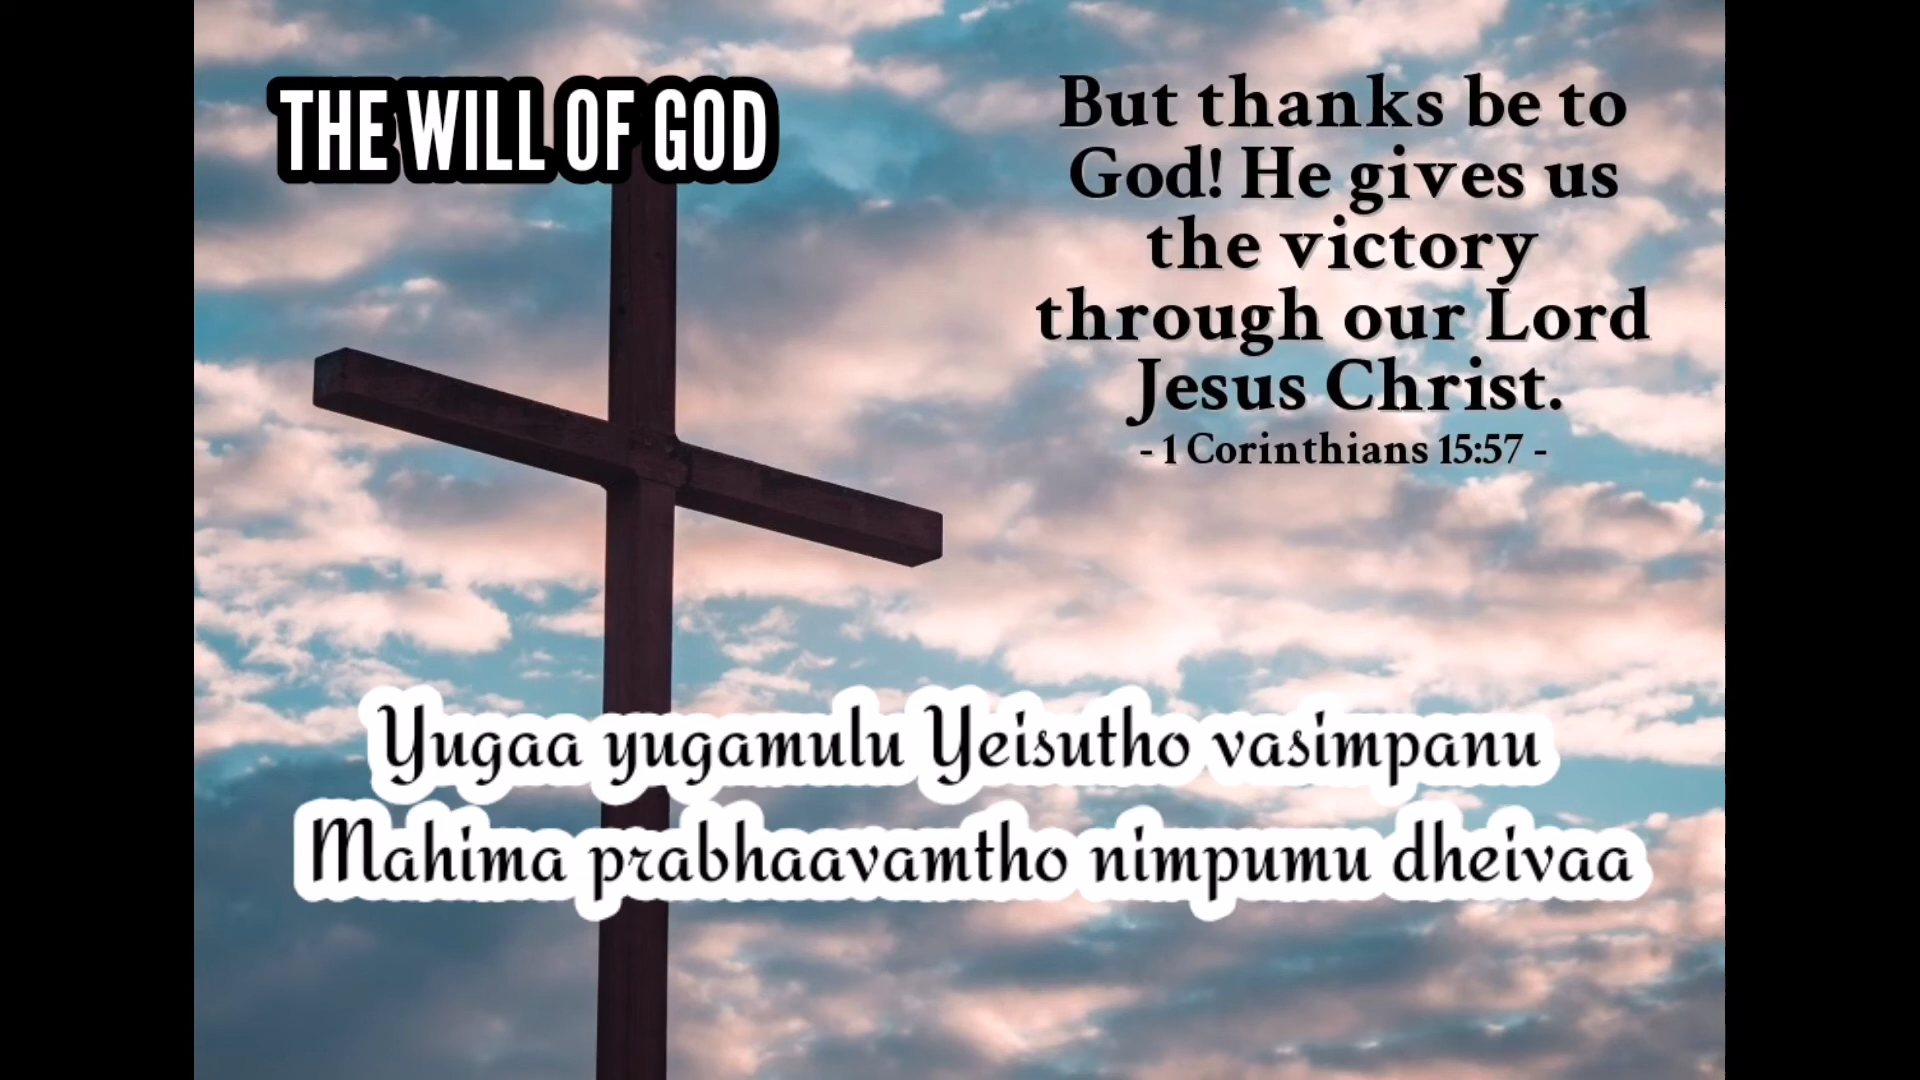 THE WILL OF GOD
But thanks be to
God! He gives us
the victory
through our Lord
Jesus Christ.
- 1 Corinthians 15:57 -
Yugaa yugamulu Yeisutho vasimpanu
Mahima prabhaavamtho nimpumu dheivaa